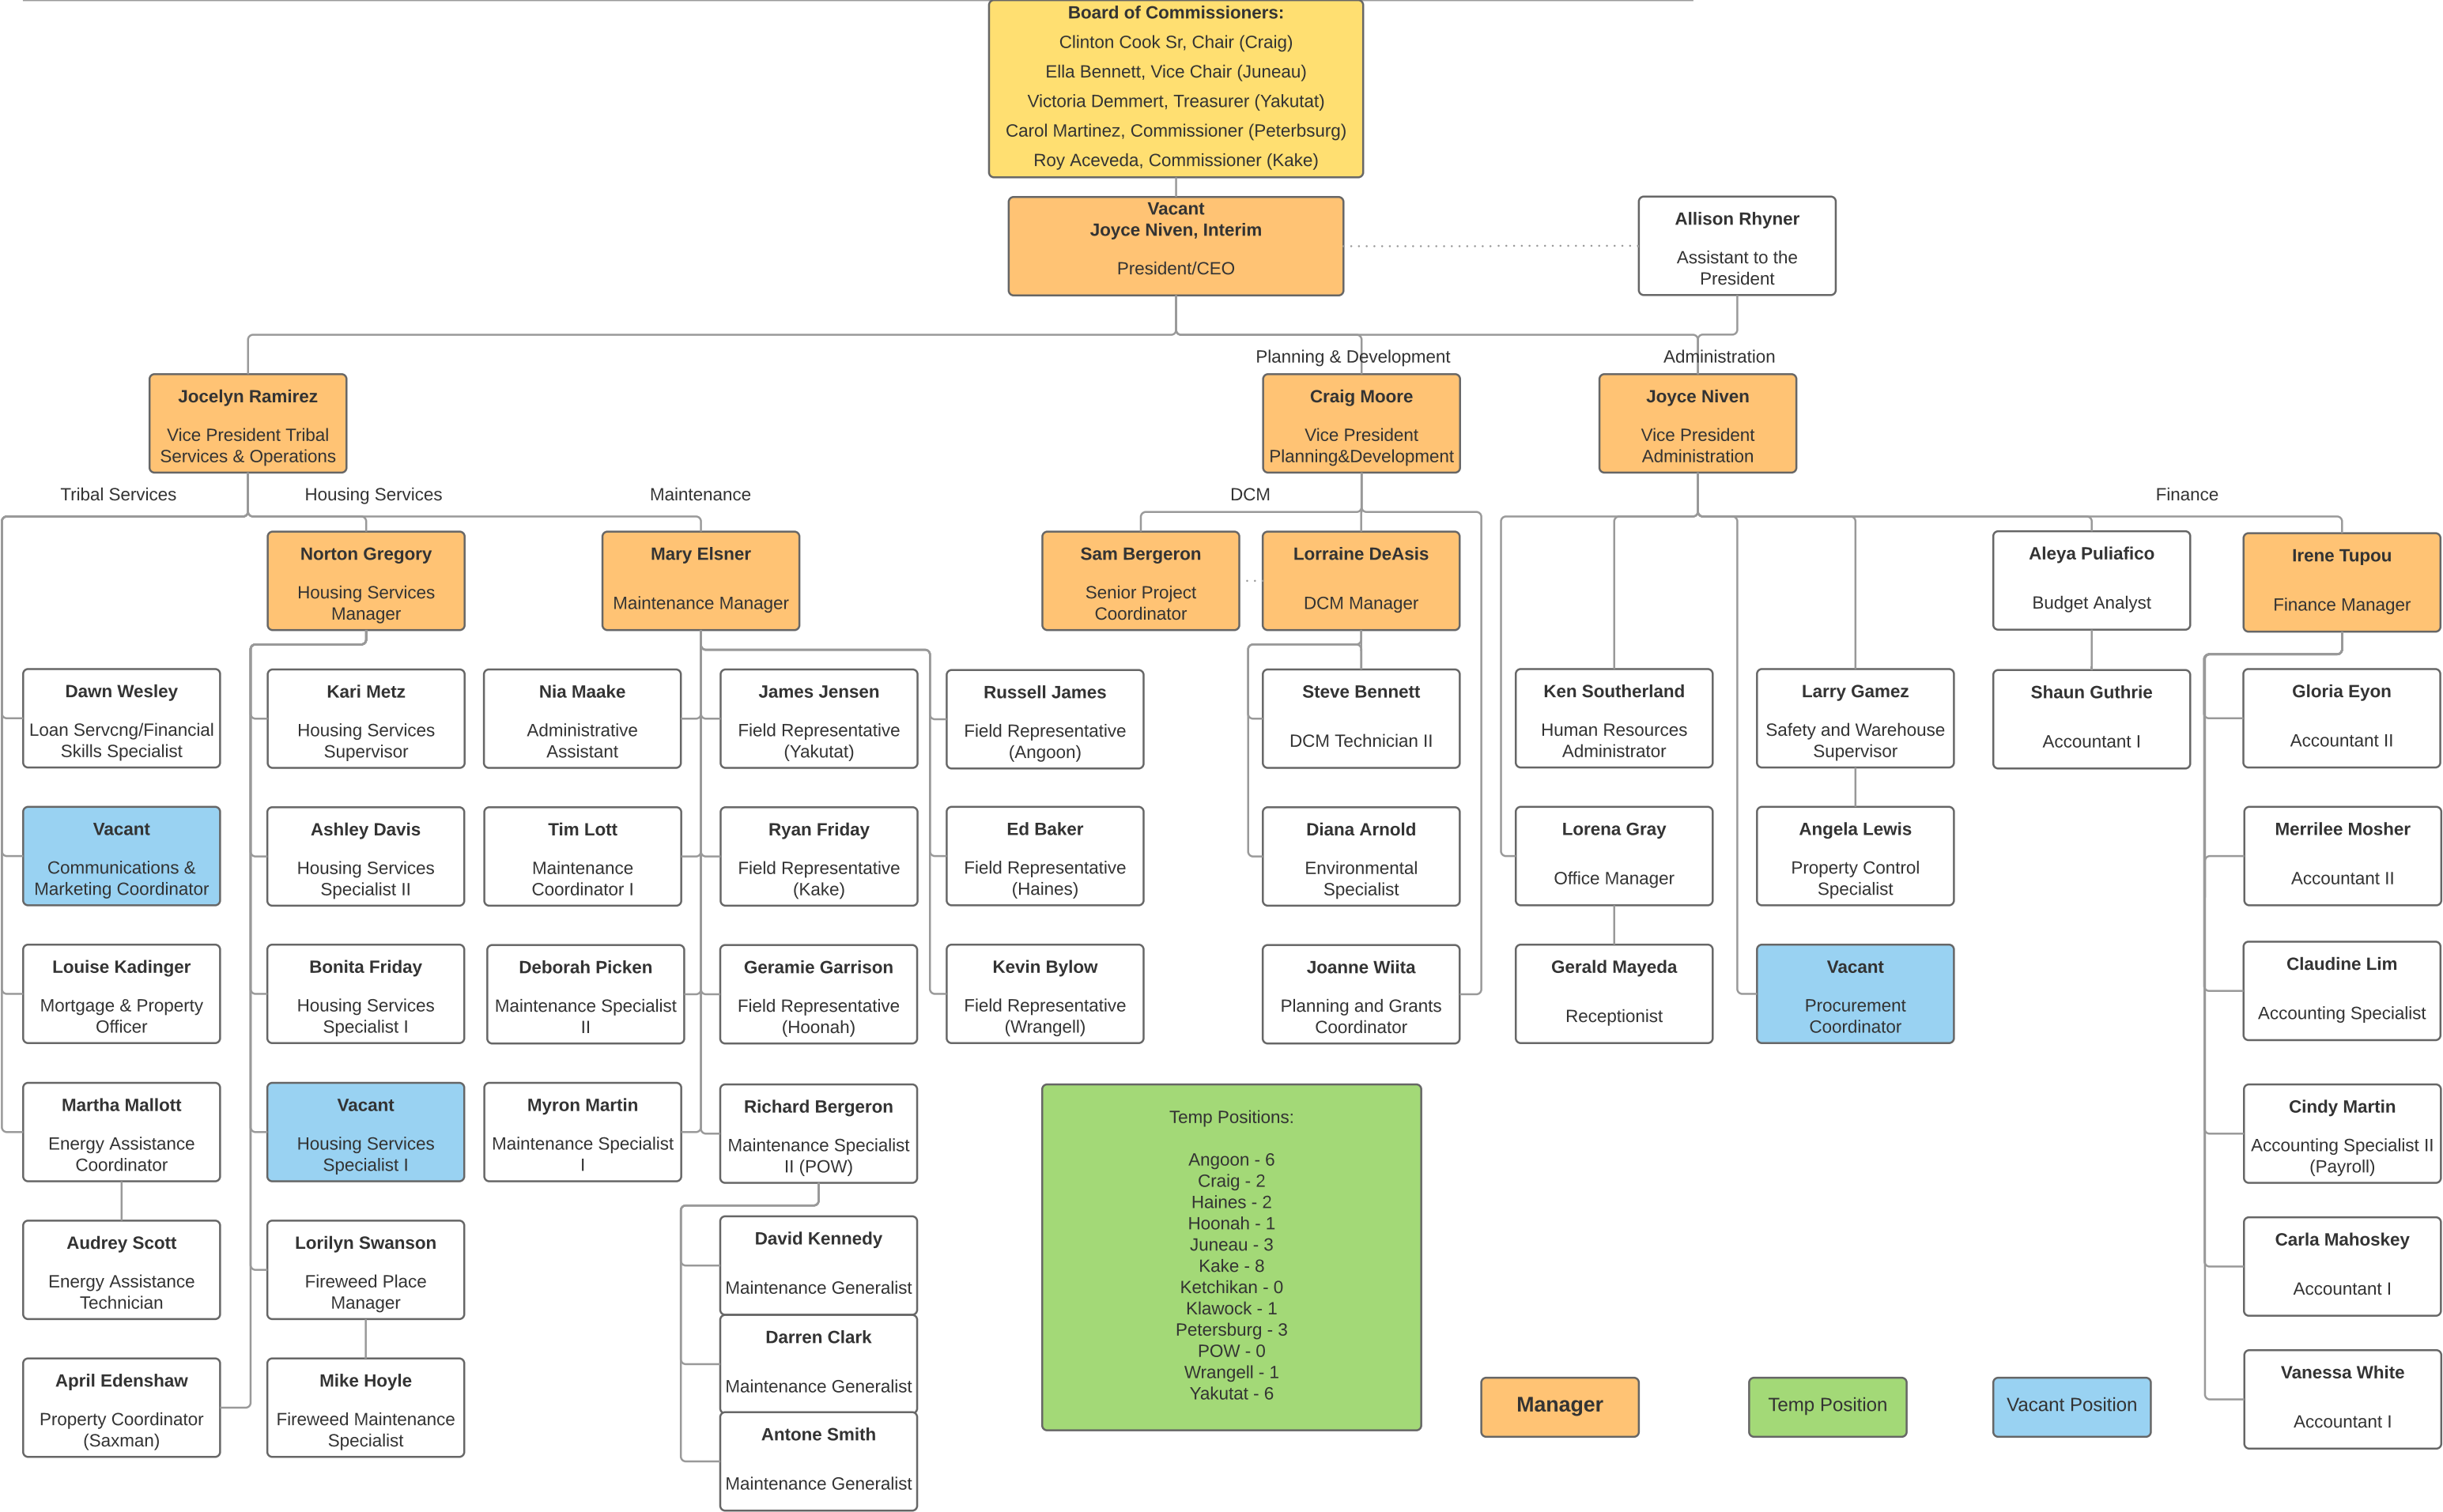 Board of Commissioners:
Clinton Cook Sr, Chair (Craig)
Ella Bennett, Vice Chair (Juneau)
Victoria Demmert, Treasurer (Yakutat)
Carol Martinez, Commissioner (Peterbsurg)
Roy Aceveda, Commissioner (Kake)
Vacant
Joyce Niven, Interim
President/CEO
Allison Rhyner
Assistant to the
President
Planning & Development
Administration
Jocelyn Ramirez
Vice President Tribal
Services & Operations
Craig Moore
Vice President
Planning&Development
Joyce Niven
Vice President
Administration
Tribal Services
Housing Services
Maintenance
DCM
Finance
Norton Gregory
Housing Services
Manager
Mary Elsner
Maintenance Manager
Sam Bergeron
Senior Project
Coordinator
Lorraine DeAsis
DCM Manager
Aleya Puliafico
Budget Analyst
Irene Tupou
Finance Manager
Dawn Wesley
Loan Servcng/Financial
Skills Specialist
Kari Metz
Housing Services
Supervisor
Nia Maake
Administrative
Assistant
James Jensen
Field Representative
(Yakutat)
Russell James
Field Representative
(Angoon)
Steve Bennett
DCM Technician II
Ken Southerland
Human Resources
Administrator
Larry Gamez
Safety and Warehouse
Supervisor
Shaun Guthrie
Accountant I
Gloria Eyon
Accountant II
Vacant
Communications &
Marketing Coordinator
Ashley Davis
Housing Services
Specialist II
Tim Lott
Maintenance
Coordinator I
Ryan Friday
Field Representative
(Kake)
Ed Baker
Field Representative
(Haines)
Diana Arnold
Environmental
Specialist
Lorena Gray
Office Manager
Angela Lewis
Property Control
Specialist
Merrilee Mosher
Accountant II
Louise Kadinger
Mortgage & Property
Officer
Bonita Friday
Housing Services
Specialist I
Deborah Picken
Maintenance Specialist
II
Geramie Garrison
Field Representative
(Hoonah)
Kevin Bylow
Field Representative
(Wrangell)
Joanne Wiita
Planning and Grants
Coordinator
Gerald Mayeda
Receptionist
Vacant
Procurement
Coordinator
Claudine Lim
Accounting Specialist
Martha Mallott
Energy Assistance
Coordinator
Vacant
Housing Services
Specialist I
Myron Martin
Maintenance Specialist
I
Richard Bergeron
Maintenance Specialist
II (POW)
Cindy Martin
Accounting Specialist II
(Payroll)
Audrey Scott
Energy Assistance
Technician
Lorilyn Swanson
Fireweed Place
Manager
David Kennedy
Maintenance Generalist
Carla Mahoskey
Accountant I
April Edenshaw
Property Coordinator
(Saxman)
Mike Hoyle
Fireweed Maintenance
Specialist
Darren Clark
Maintenance Generalist
Antone Smith
Maintenance Generalist
Vanessa White
Accountant I
Temp Positions:
Angoon - 6
Craig - 2
Haines - 2
Hoonah - 1
Juneau - 3
Kake - 8
Ketchikan - 0
Klawock - 1
Petersburg - 3
POW - 0
Wrangell - 1
Yakutat - 6
Manager
Temp Position
Vacant Position